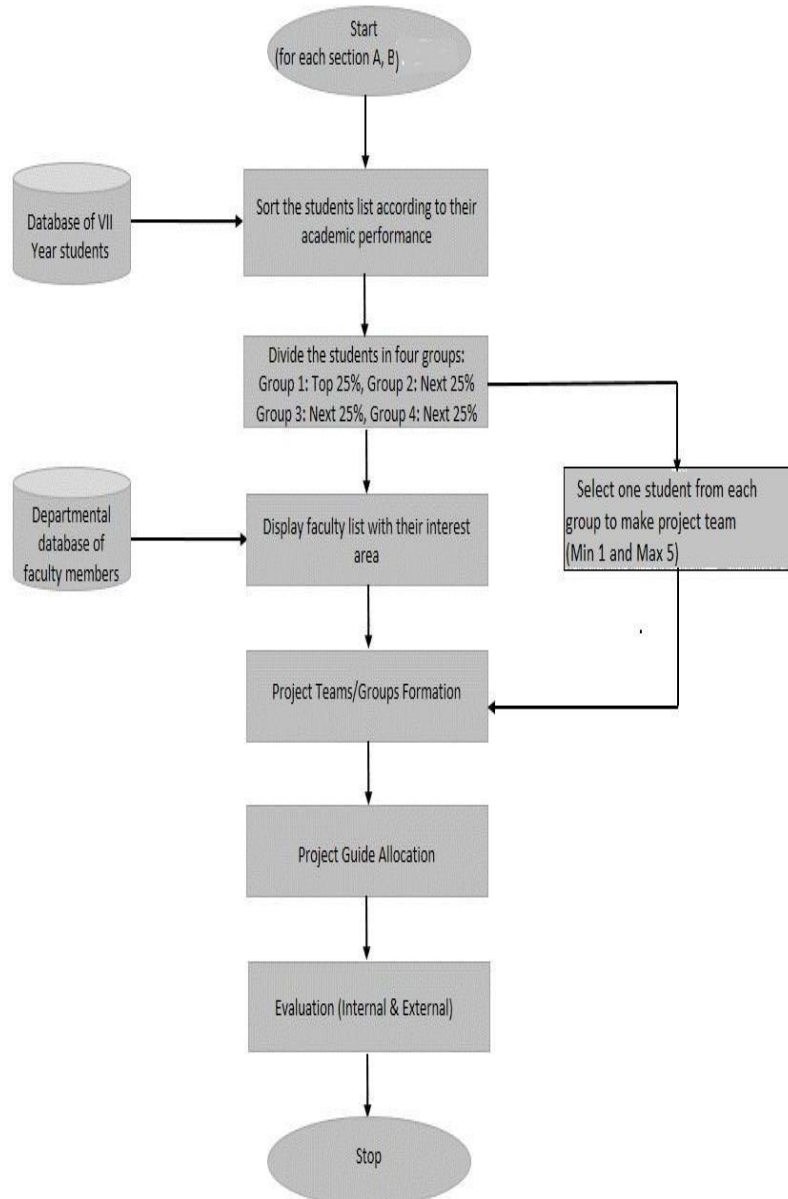 Start
(for each section A, B)
Database of VII
Year students
Sort the students list according to their
academic performance
Divide the students in four groups:
Group 1: Top 25%, Group 2: Next 25%
Group 3: Next 25%, Group 4: Next 25%
Departmental
database of
faculty members
Display faculty list with their interest
area
Select one student from each
group to make project team
(Min 1 and Max 5)
Project Teams/Groups Formation
Project Guide Allocation
Evaluation (Internal & External)
Stop